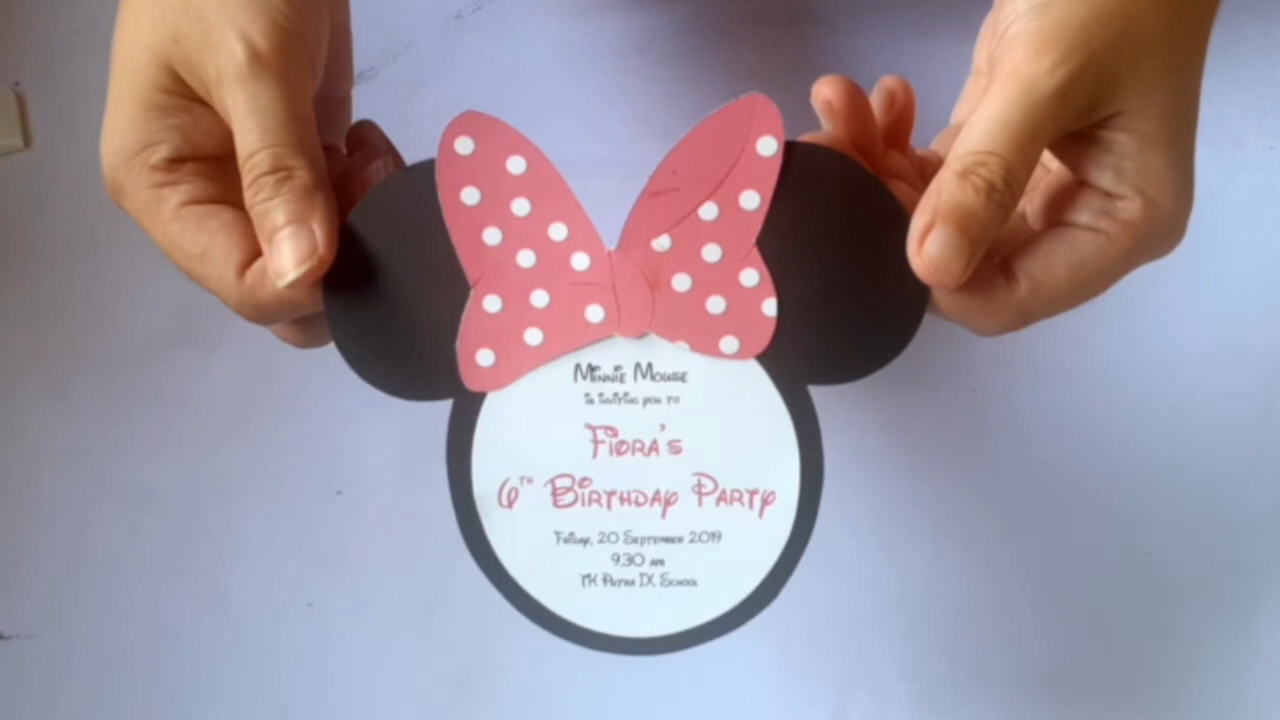 Minnie Mouse
is inviting you to
Fiora's
6TH Birthday Party
Friday, 20 September 2019
9.30 am
TK Putra IX School